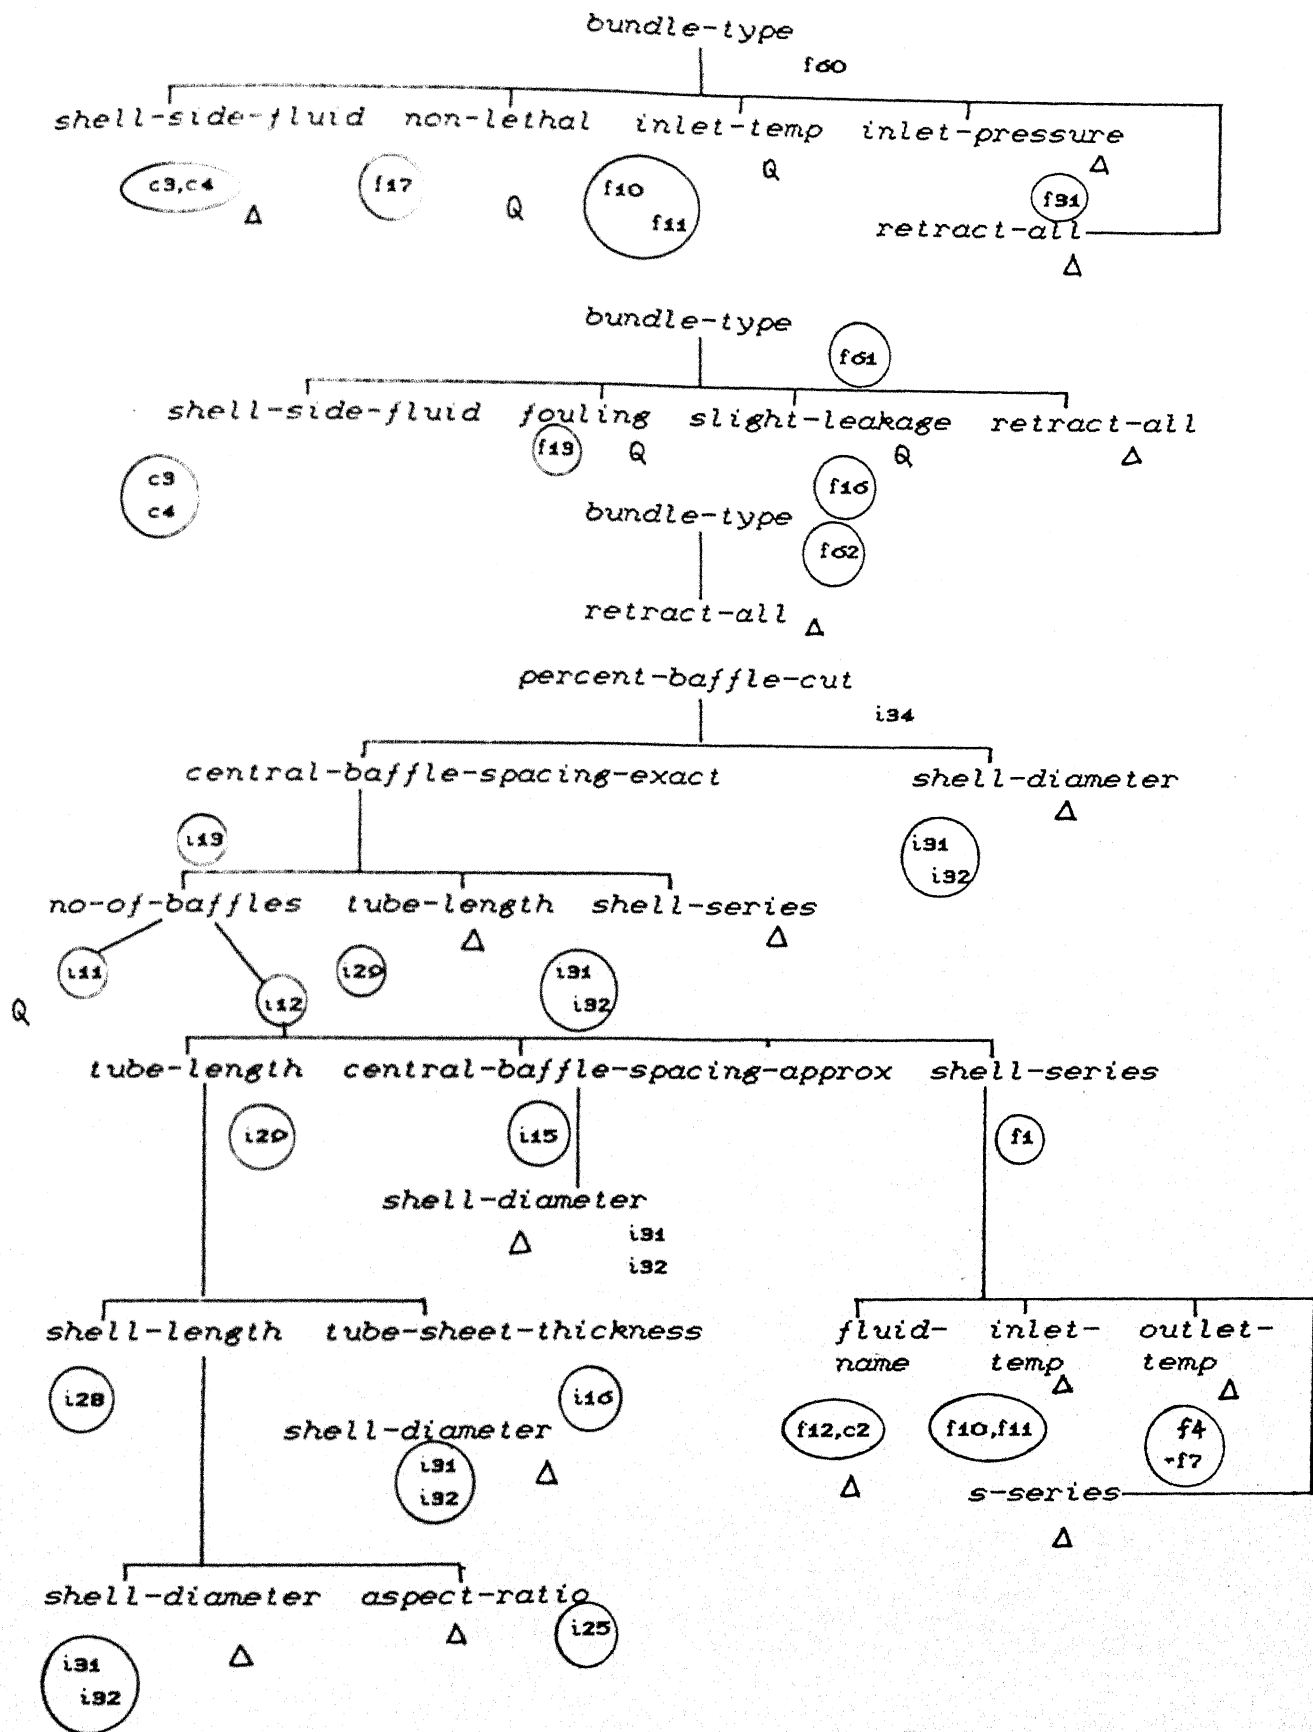 bundle-type
f60
shell-side-fluid non-lethal inlet-temp inlet-pressure
c3,c4 Δ f17 Q f10 Q Δ
f11 f31
retract-all
Δ
bundle-type
f61
shell-side-fluid fouling slight-leakage retract-all
f13 Q Q Δ
c3
c4
f16
bundle-type
f62
retract-all Δ
percent-baffle-cut
i34
central-baffle-spacing-exact shell-diameter
Δ
i13 i31
i32
no-of-baffles tube-length shell-series
Δ Δ
i11 i29 i31
Q i12 i32
tube-length central-baffle-spacing-approx shell-series
i29 i15 f1
shell-diameter
Δ i31
i32
shell-length tube-sheet-thickness fluid- inlet- outlet-
name temp temp
Δ Δ
i28 i16
shell-diameter f12,c2 f10,f11 f4
i31 Δ -f7
i32 Δ s-series
Δ
shell-diameter aspect-ratio
Δ Δ i25
i31
i32